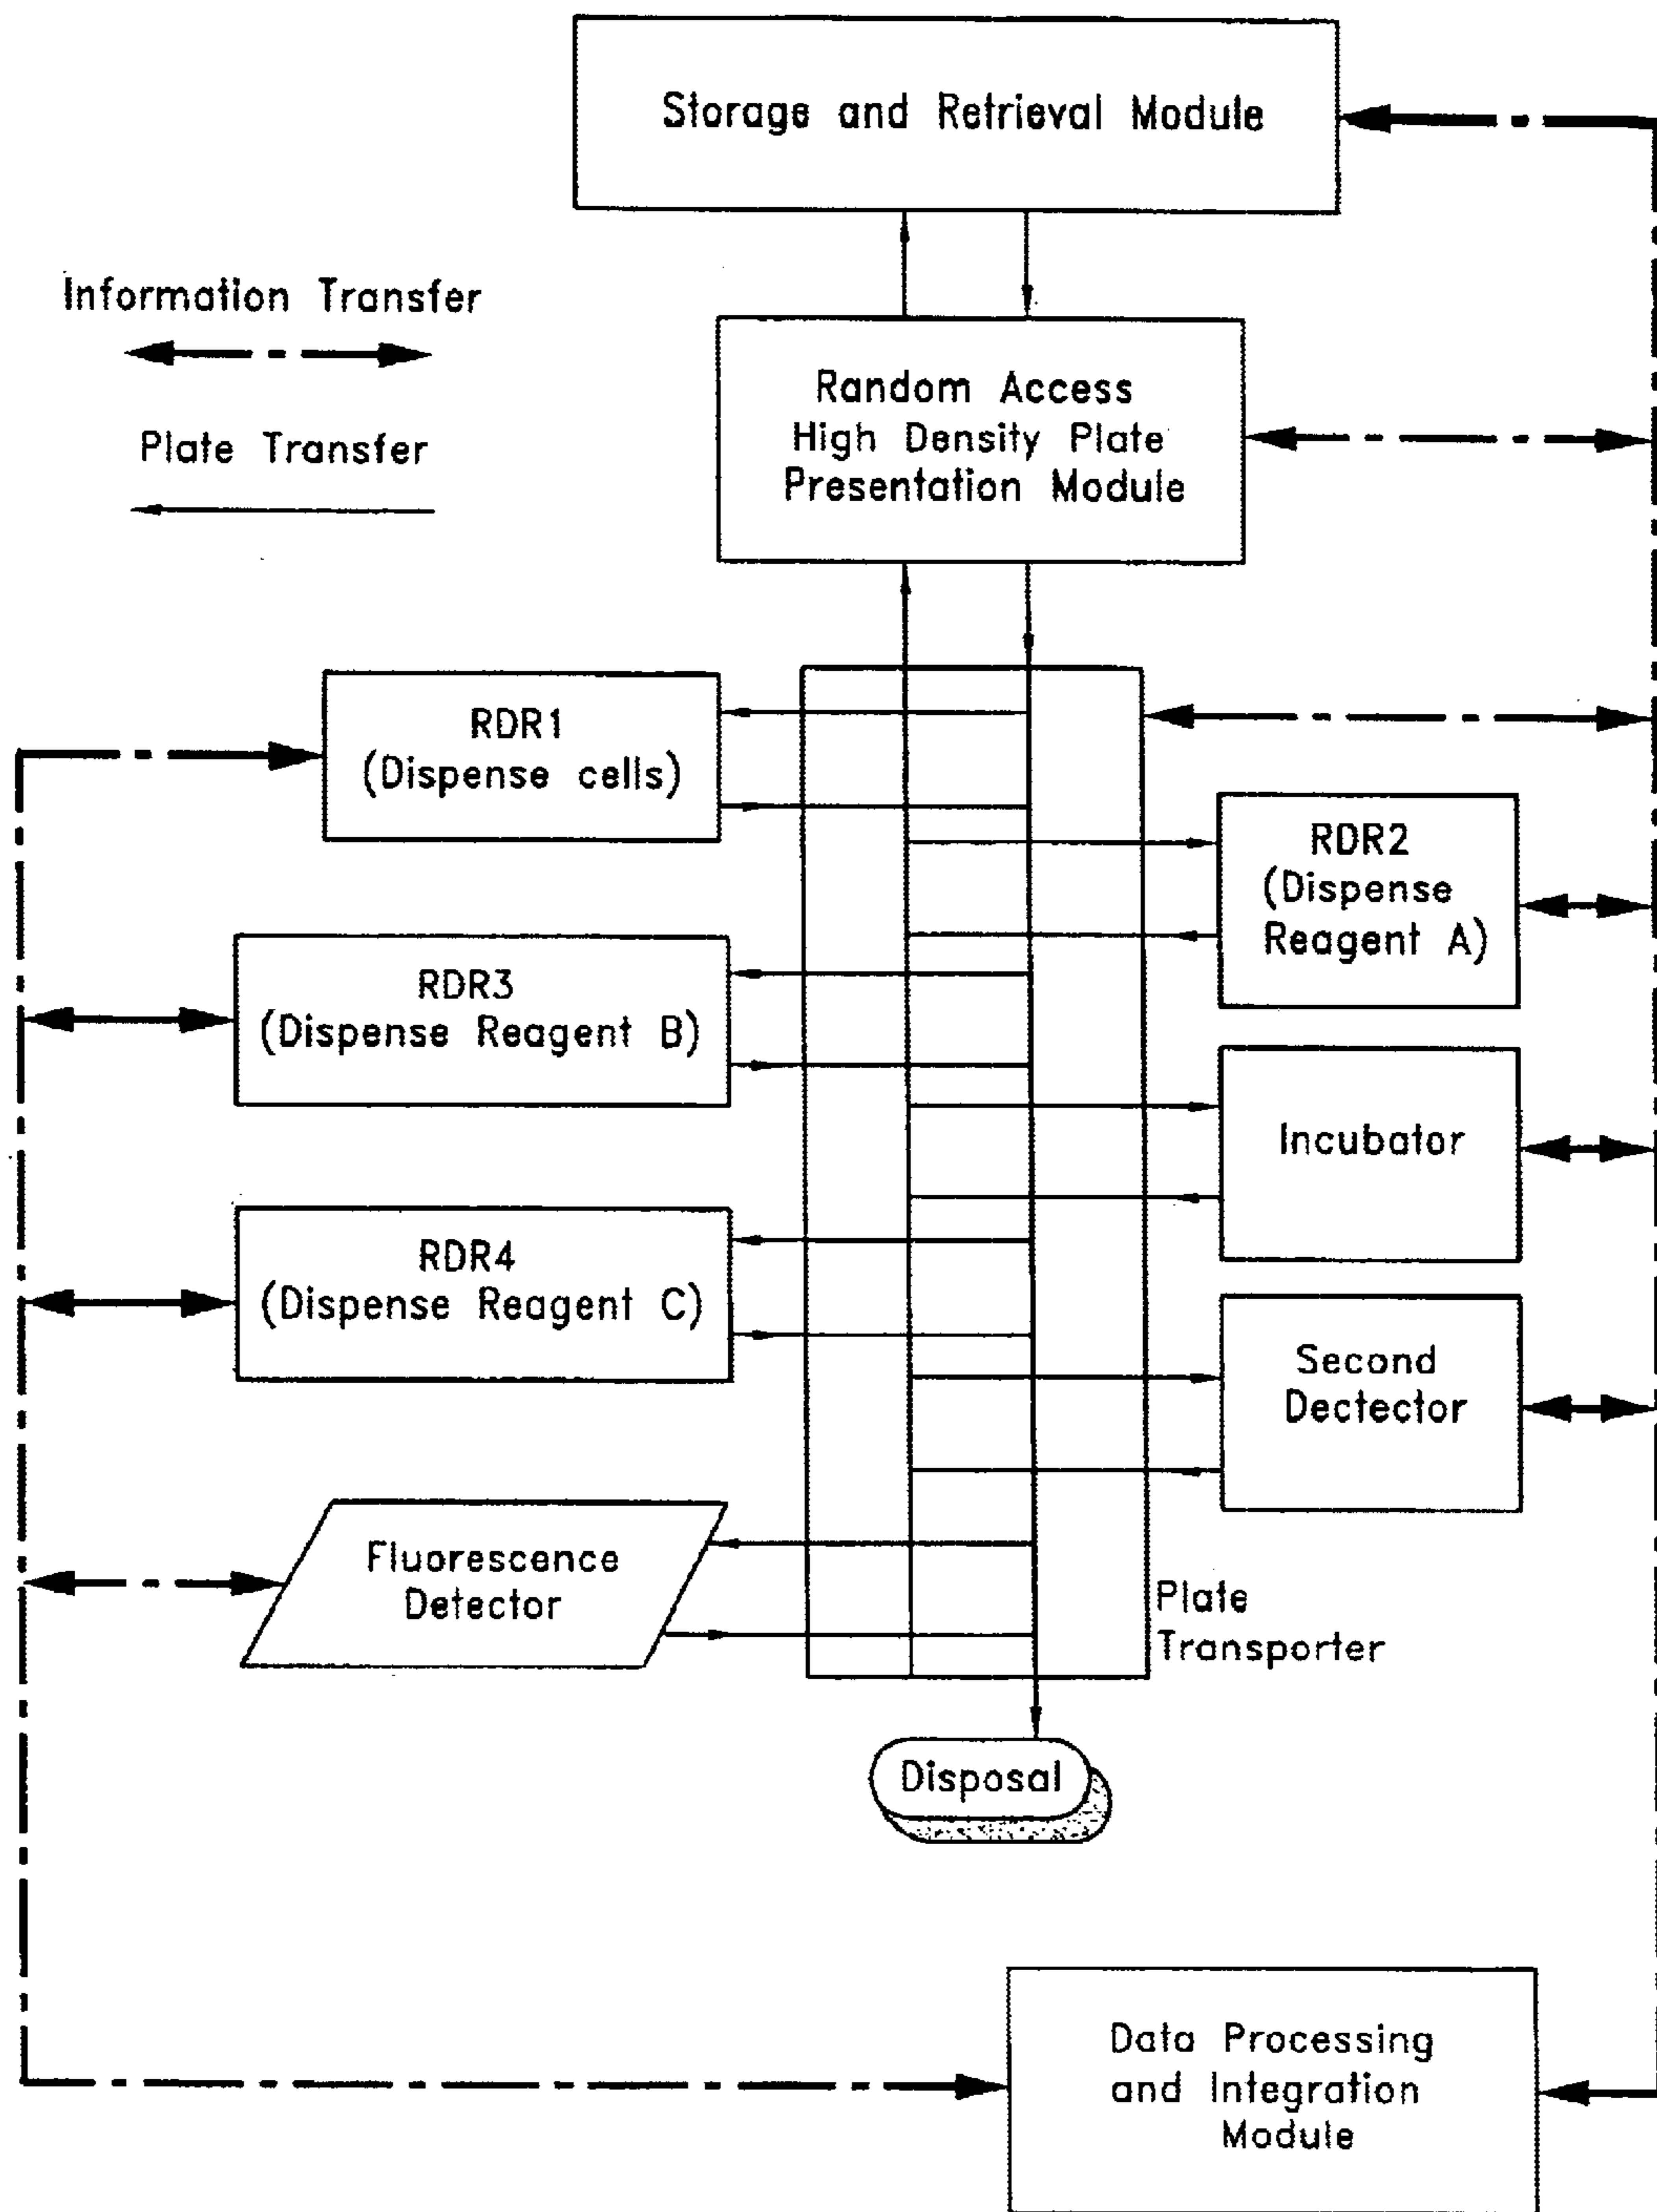 Storage and Retrieval Module
Information Transfer
Plate Transfer
Random Access
High Density Plate
Presentation Module
RDR1
(Dispense cells)
RDR2
(Dispense
Reagent A)
RDR3
(Dispense Reagent B)
Incubator
RDR4
(Dispense Reagent C)
Second
Dectector
Fluorescence
Detector
Plate
Transporter
Disposal
Data Processing
and Integration
Module